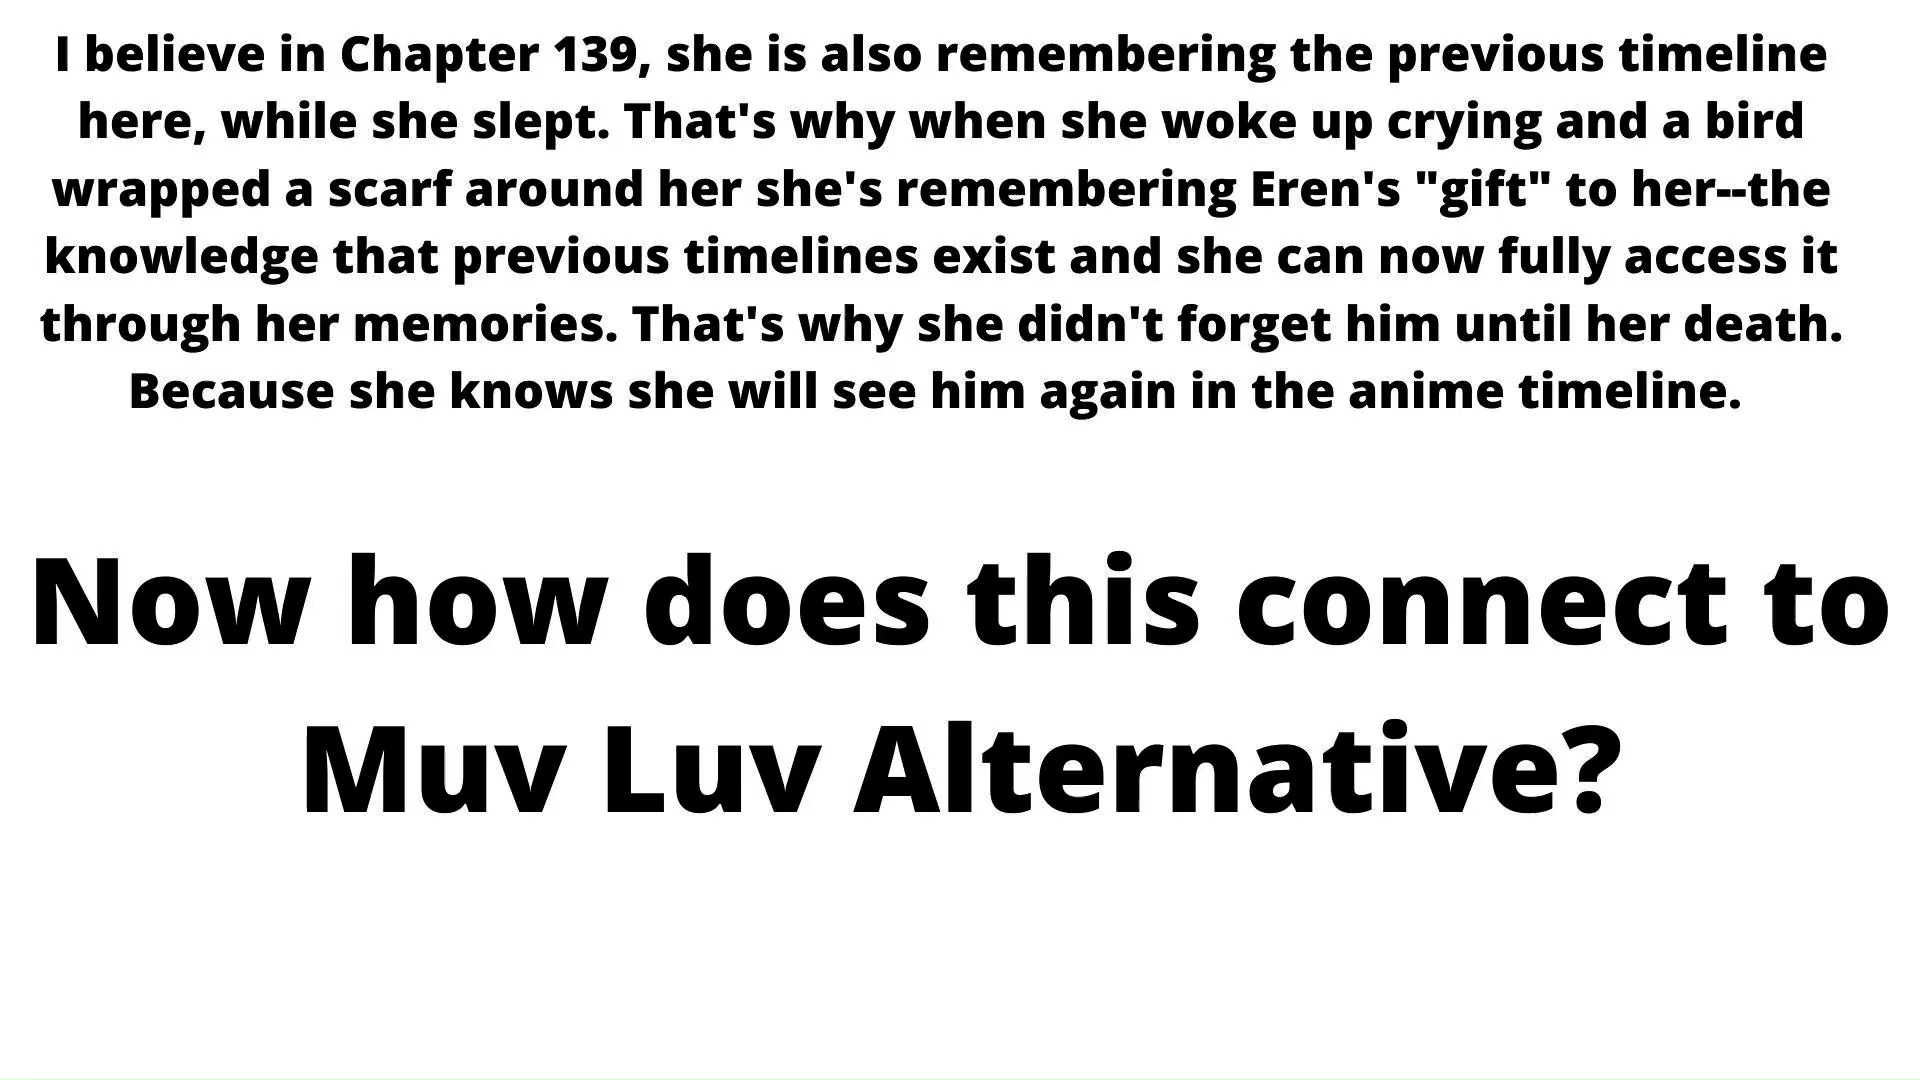 I believe in Chapter 139, she is also remembering the previous timeline
here, while she slept. That's why when she woke up crying and a bird
wrapped a scarf around her she's remembering Eren's "gift" to her--the
knowledge that previous timelines exist and she can now fully access it
through her memories. That's why she didn't forget him until her death.
Because she knows she will see him again in the anime timeline.
Now how does this connect to
Muv Luv Alternative?